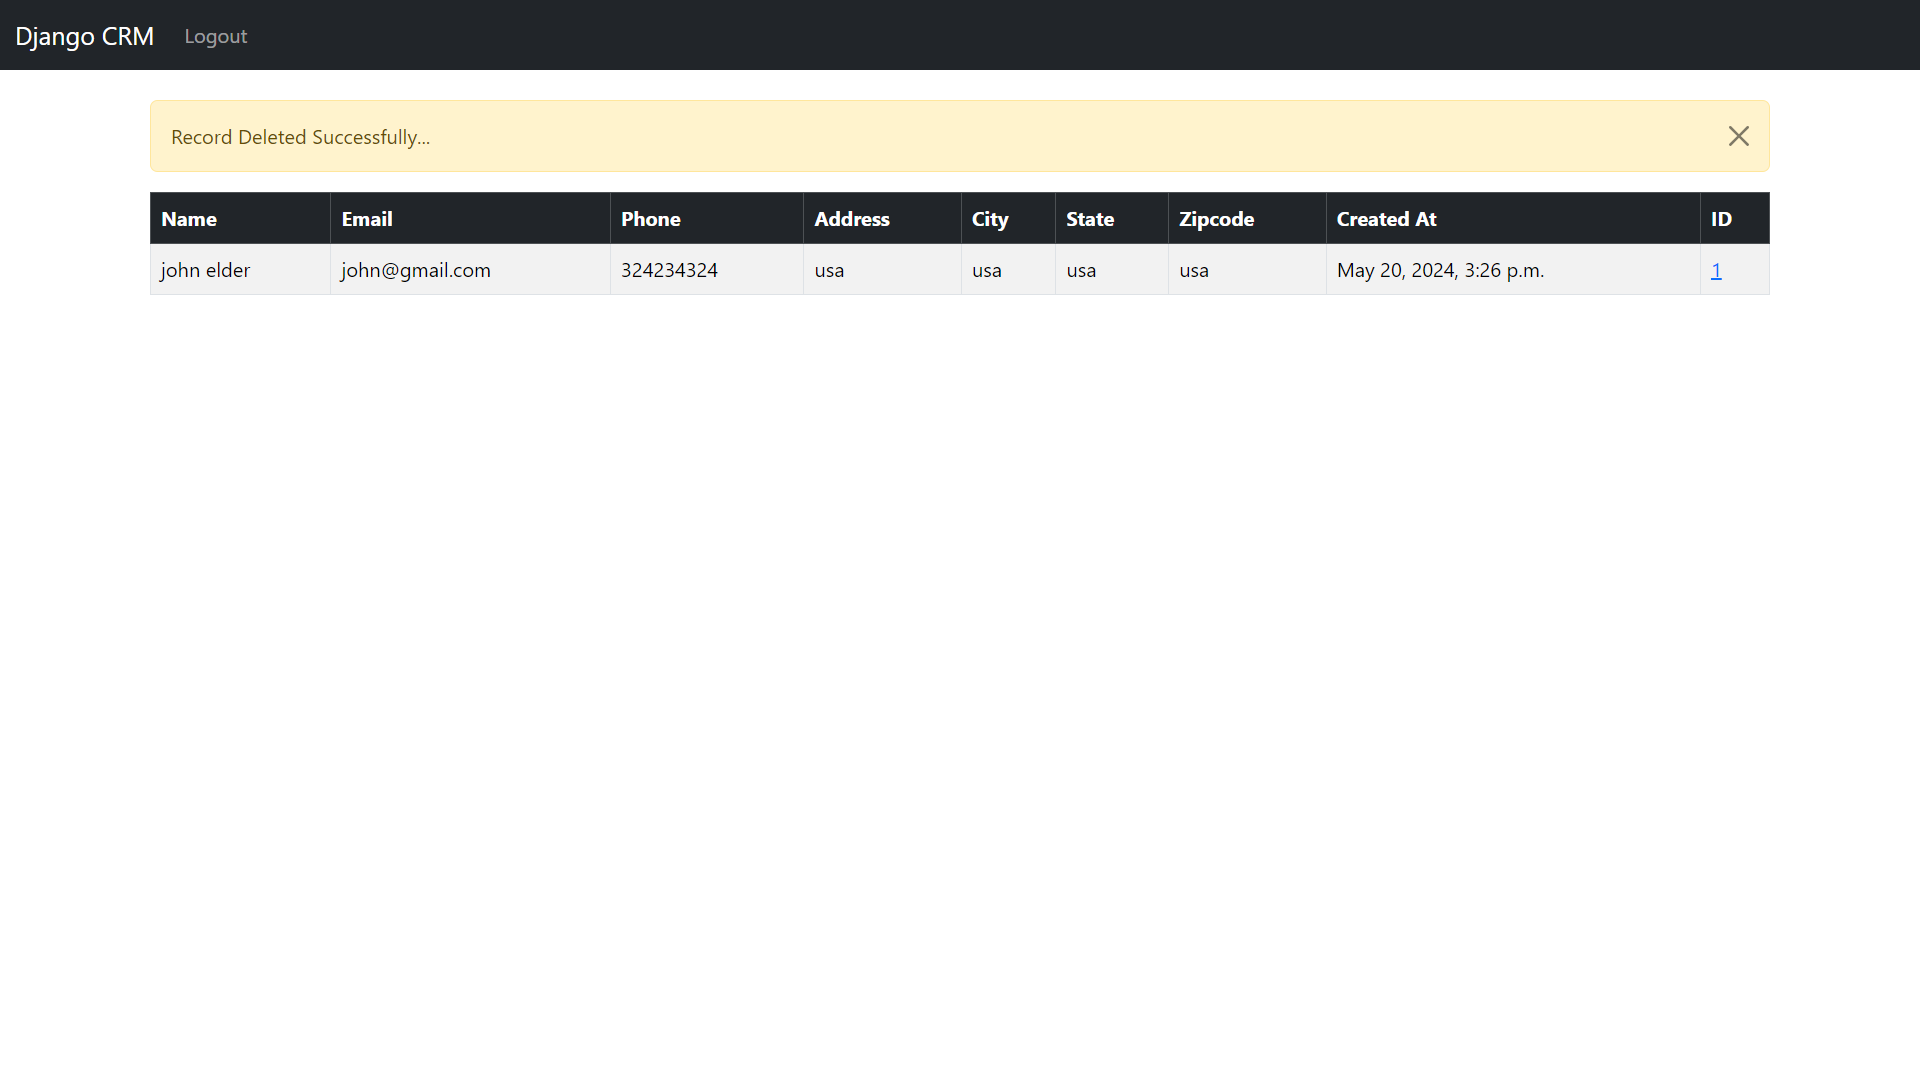 Django CRM Logout
Record Deleted Successfully...
Name Email Phone Address City State Zipcode Created At ID
john elder john@gmail.com 324234324 usa usa usa usa May 20, 2024, 3:26 p.m. 1